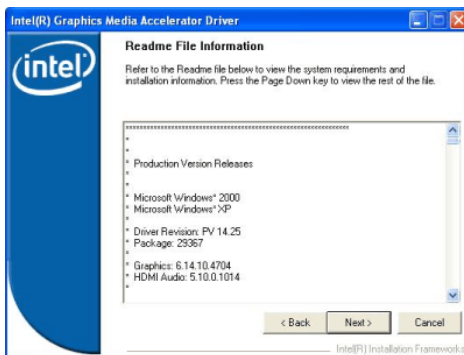 Intel(R) Graphics Media Accelerator Driver
intel
Readme File Information
Refer to the Readme file below to view the system requirements and
installation information. Press the Page Down key to view the rest of the file.
********************************************************************
*
*
* Production Version Releases
*
*
* Microsoft Windows* 2000
* Microsoft Windows* XP
*
* Driver Revision: PV 14.25
* Package: 29367
*
* Graphics: 6.14.10.4704
* HDMI Audio: 5.10.0.1014
*
< Back
Next >
Cancel
Intel(R) Installation Frameworks